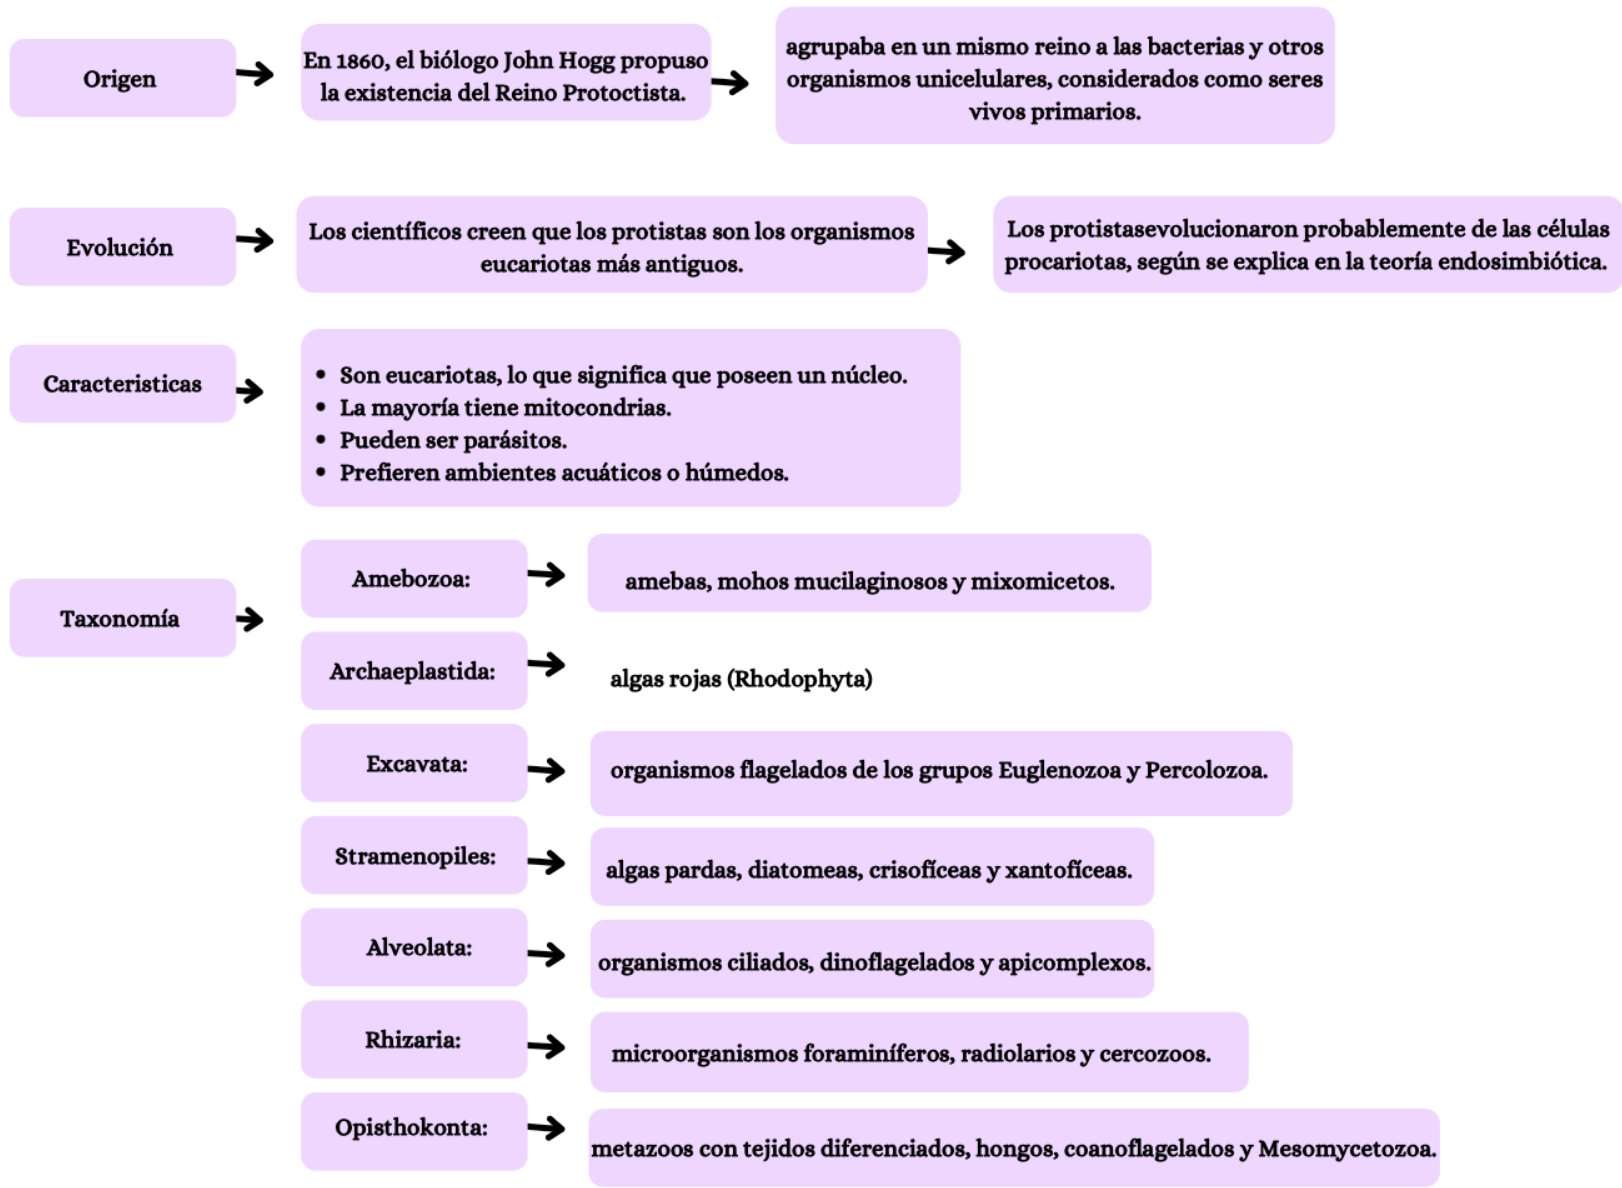 Origen
En 1860, el biólogo John Hogg propuso
la existencia del Reino Protoctista.
agrupaba en un mismo reino a las bacterias y otros
organismos unicelulares, considerados como seres
vivos primarios.
Evolución
Los científicos creen que los protistas son los organismos
eucariotas más antiguos.
Los protistasevolucionaron probablemente de las células
procariotas, según se explica en la teoría endosimbiótica.
Caracteristicas
• Son eucariotas, lo que significa que poseen un núcleo.
• La mayoría tiene mitocondrias.
• Pueden ser parásitos.
• Prefieren ambientes acuáticos o húmedos.
Taxonomía
Amebozoa:
amebas, mohos mucilaginosos y mixomicetos.
Archaeplastida:
algas rojas (Rhodophyta)
Excavata:
organismos flagelados de los grupos Euglenozoa y Percolozoa.
Stramenopiles:
algas pardas, diatomeas, crisofíceas y xantofíceas.
Alveolata:
organismos ciliados, dinoflagelados y apicomplexos.
Rhizaria:
microorganismos foraminíferos, radiolarios y cercozoos.
Opisthokonta:
metazoos con tejidos diferenciados, hongos, coanoflagelados y Mesomycetozoa.